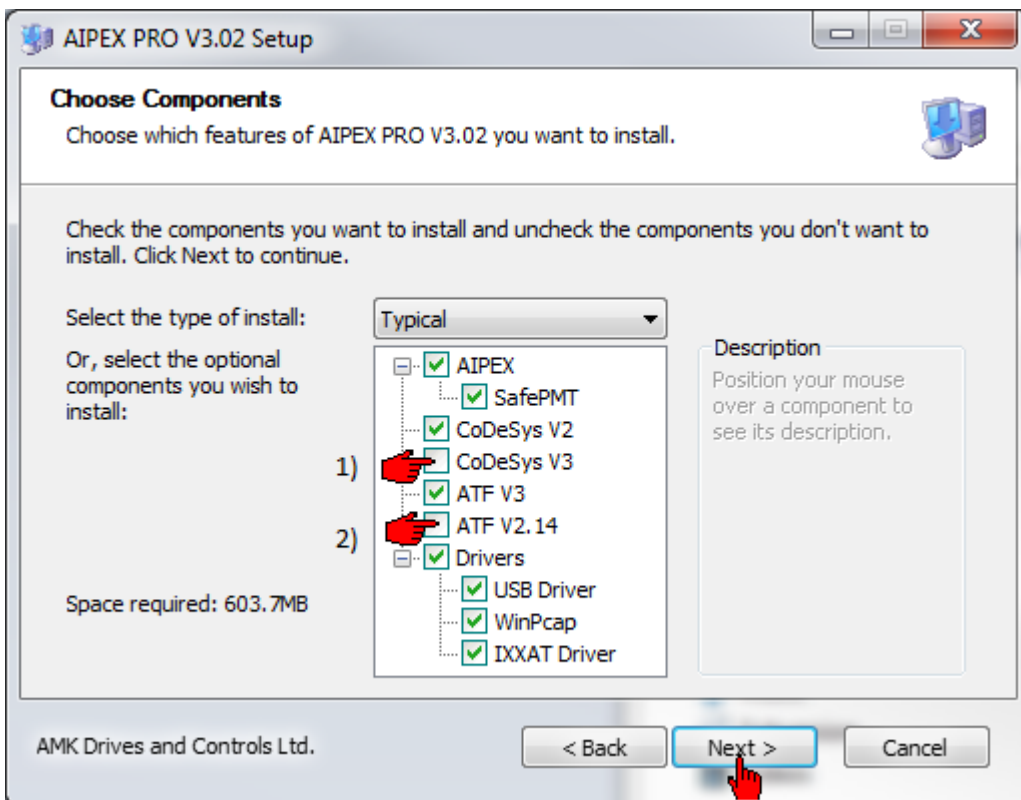 AIPEX PRO V3.02 Setup
Choose Components
Choose which features of AIPEX PRO V3.02 you want to install.
Check the components you want to install and uncheck the components you don't want to
install. Click Next to continue.
Select the type of install:
Typical
Or, select the optional
components you wish to
install:
AIPEX
SafePMT
CoDeSys V2
1)
CoDeSys V3
ATF V3
2)
ATF V2.14
Drivers
USB Driver
WinPcap
IXXAT Driver
Space required: 603.7MB
Description
Position your mouse
over a component to
see its description.
AMK Drives and Controls Ltd.
< Back
Next >
Cancel